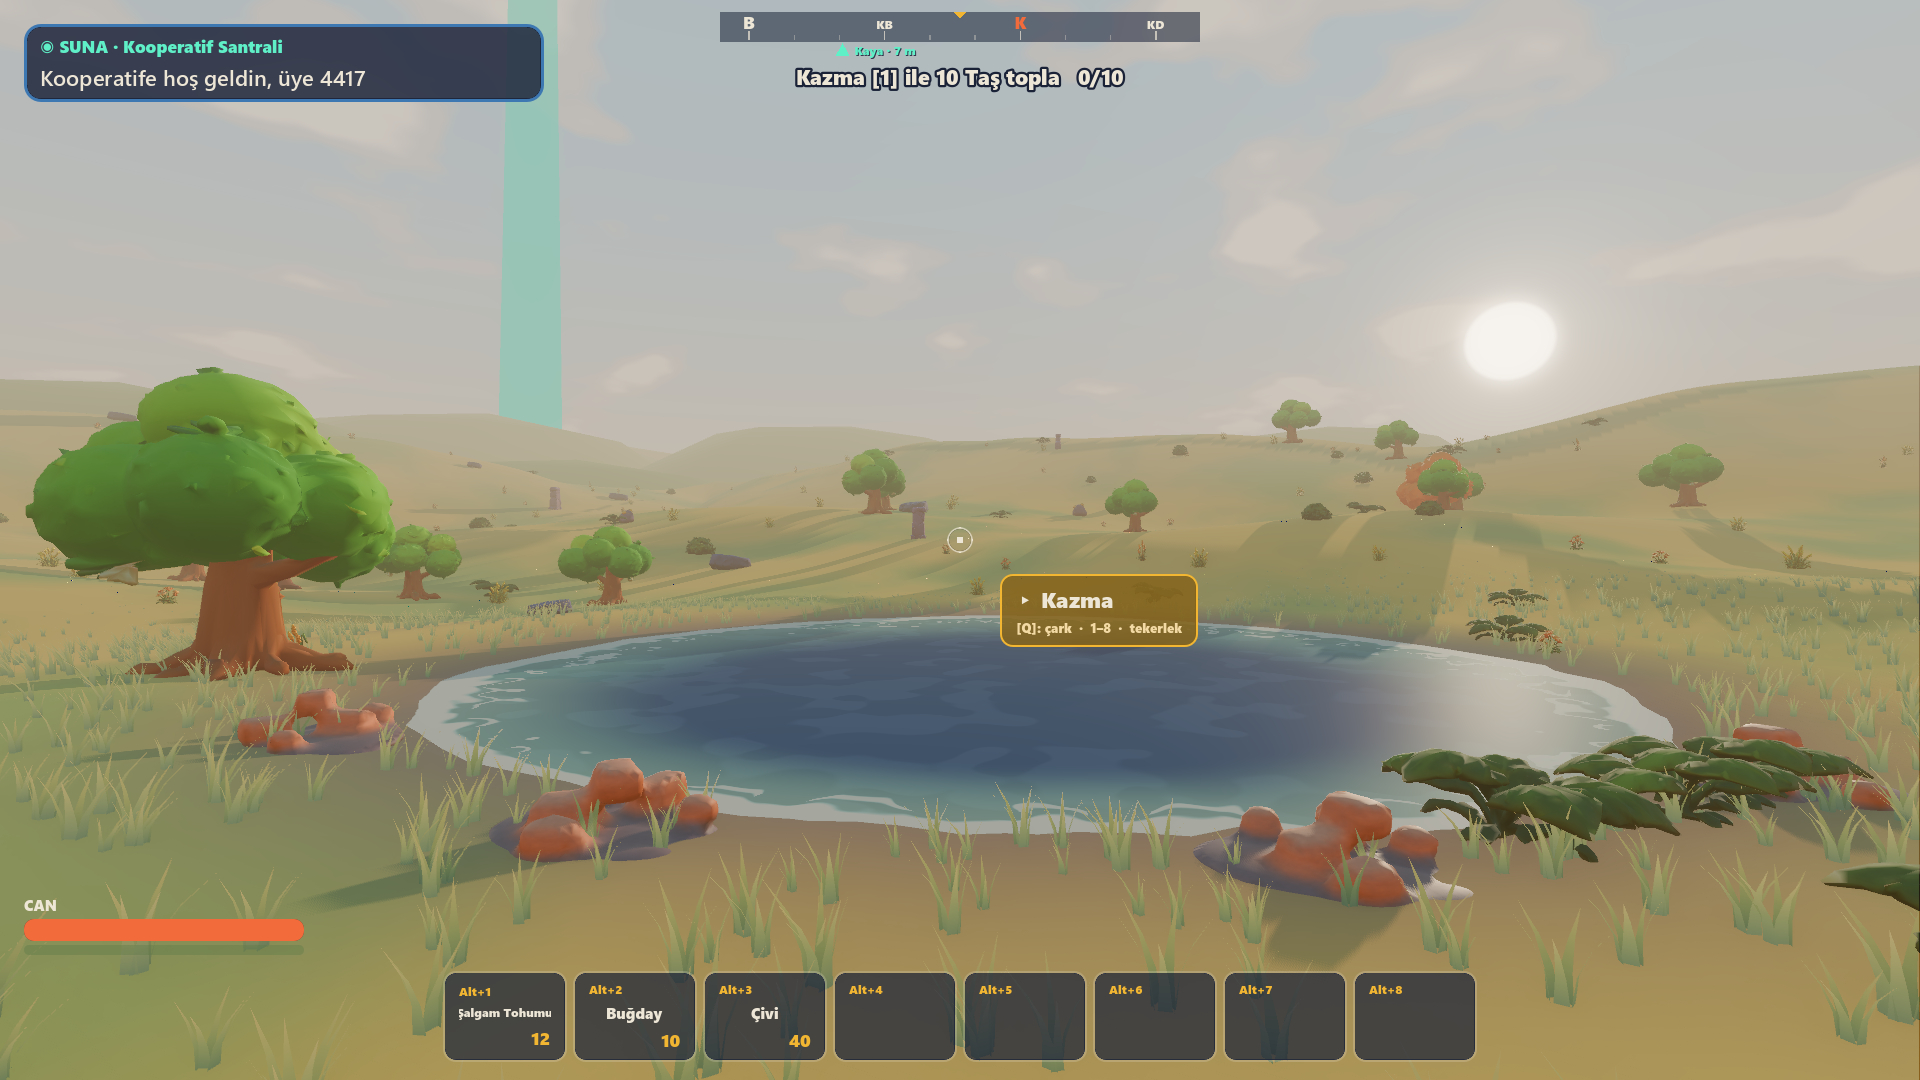 ◉ SUNA · Kooperatif Santrali
Kooperatife hoş geldin, üye 4417
B KB K KD
Kaya · 7 m
Kazma [1] ile 10 Taş topla 0/10
Kazma
[Q]: çark · 1–8 · tekerlek
CAN
Alt+1 Alt+2 Alt+3 Alt+4 Alt+5 Alt+6 Alt+7 Alt+8
Şalgam Tohumu Buğday Çivi
12 10 40